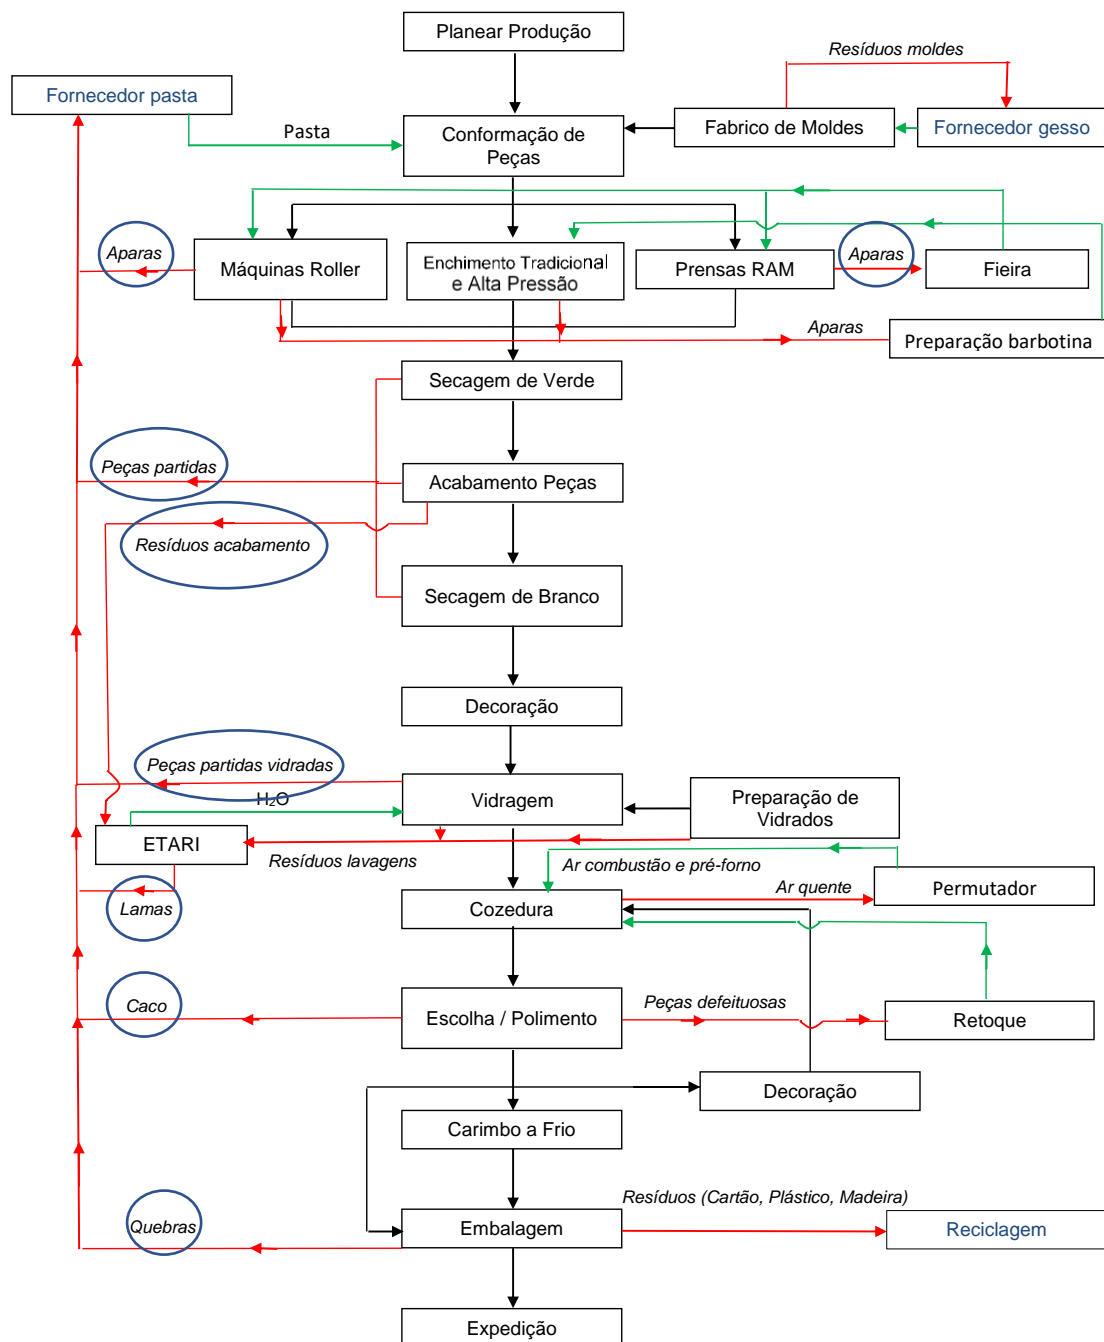 Planear Produção
Resíduos moldes
Fornecedor pasta
Pasta
Conformação de
Peças
Fabrico de Moldes
Fornecedor gesso
Aparas
Máquinas Roller
Enchimento Tradicional
e Alta Pressão
Prensas RAM
Aparas
Fieira
Aparas
Preparação barbotina
Secagem de Verde
Peças partidas
Acabamento Peças
Resíduos acabamento
Secagem de Branco
Decoração
Peças partidas vidradas
H₂O
Vidragem
Preparação de
Vidrados
ETARI
Resíduos lavagens
Ar combustão e pré-forno
Ar quente
Permutador
Lamas
Cozedura
Caco
Escolha / Polimento
Peças defeituosas
Retoque
Decoração
Carimbo a Frio
Resíduos (Cartão, Plástico, Madeira)
Quebras
Embalagem
Reciclagem
Expedição